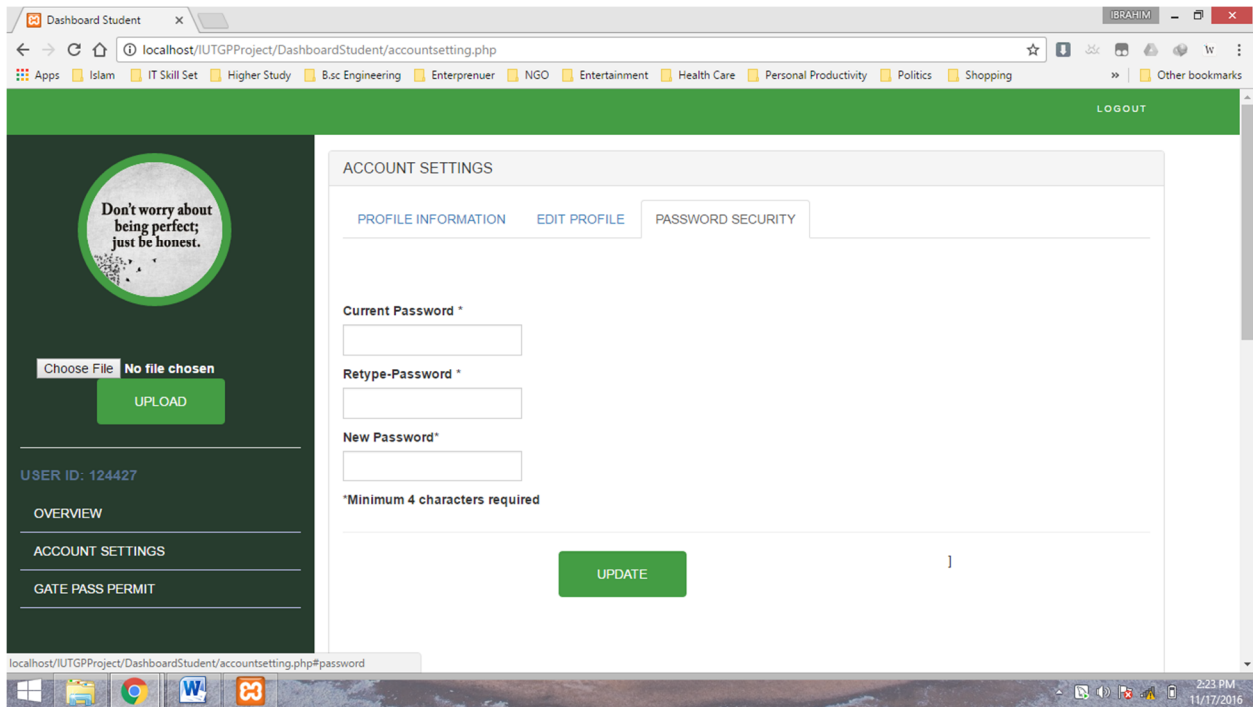 Dashboard Student
IBRAHIM
localhost/IUTGPProject/DashboardStudent/accountsetting.php
Apps Islam IT Skill Set Higher Study B.sc Engineering Enterprenuer NGO Entertainment Health Care Personal Productivity Politics Shopping » Other bookmarks
LOGOUT
Don't worry about
being perfect;
just be honest.
Choose File No file chosen
UPLOAD
USER ID: 124427
OVERVIEW
ACCOUNT SETTINGS
GATE PASS PERMIT
ACCOUNT SETTINGS
PROFILE INFORMATION EDIT PROFILE PASSWORD SECURITY
Current Password *
Retype-Password *
New Password*
*Minimum 4 characters required
UPDATE
]
localhost/IUTGPProject/DashboardStudent/accountsetting.php#password
2:23 PM
11/17/2016